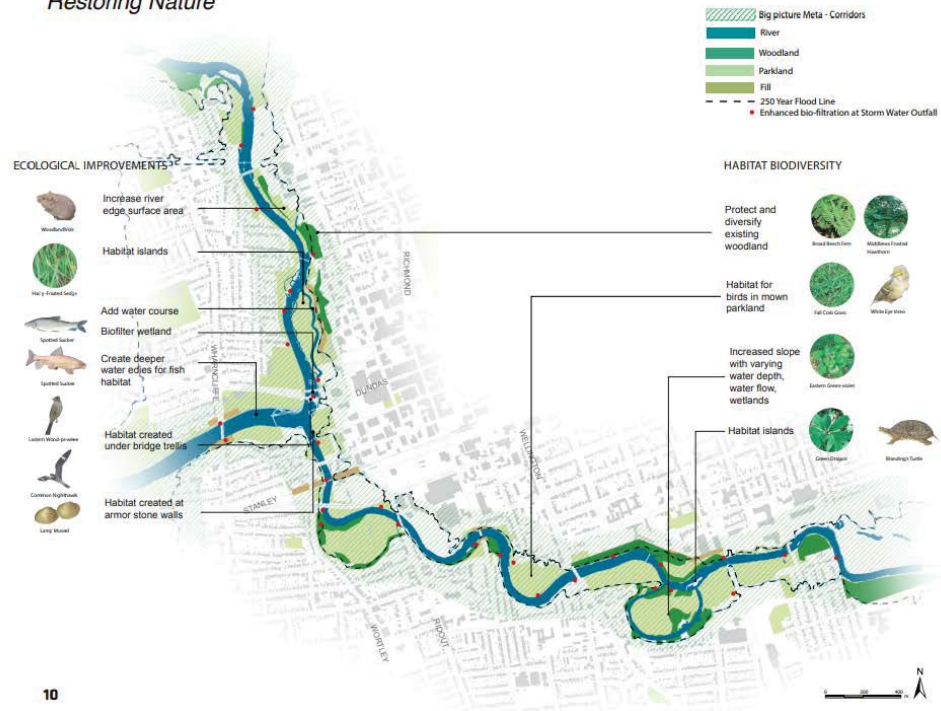 Restoring Nature
Big picture Meta - Corridors
River
Woodland
Parkland
Fill
250 Year Flood Line
Enhanced bio-filtration at Storm Water Outfall
ECOLOGICAL IMPROVEMENTS
Increase river
edge surface area
Habitat islands
Add water course
Biofilter wetland
Create deeper
water edies for fish
habitat
Habitat created
under bridge trellis
Habitat created at
armor stone walls
Spotted Sucker
Spotted Sucker
Common Nighthawk
HABITAT BIODIVERSITY
Protect and
diversify
existing
woodland
Habitat for
birds in mown
parkland
Increased slope
with varying
water depth,
water flow,
wetlands
Habitat islands
Broad Beech Fern
Hawthorn
White Eye Vireo
Green Dragon
Blanding's Turtle
RICHMOND
WHARNCLIFFE
DUNDAS
WELLINGTON
STANLEY
WORTLEY
RIDOUT
10
0 200 400
m
N